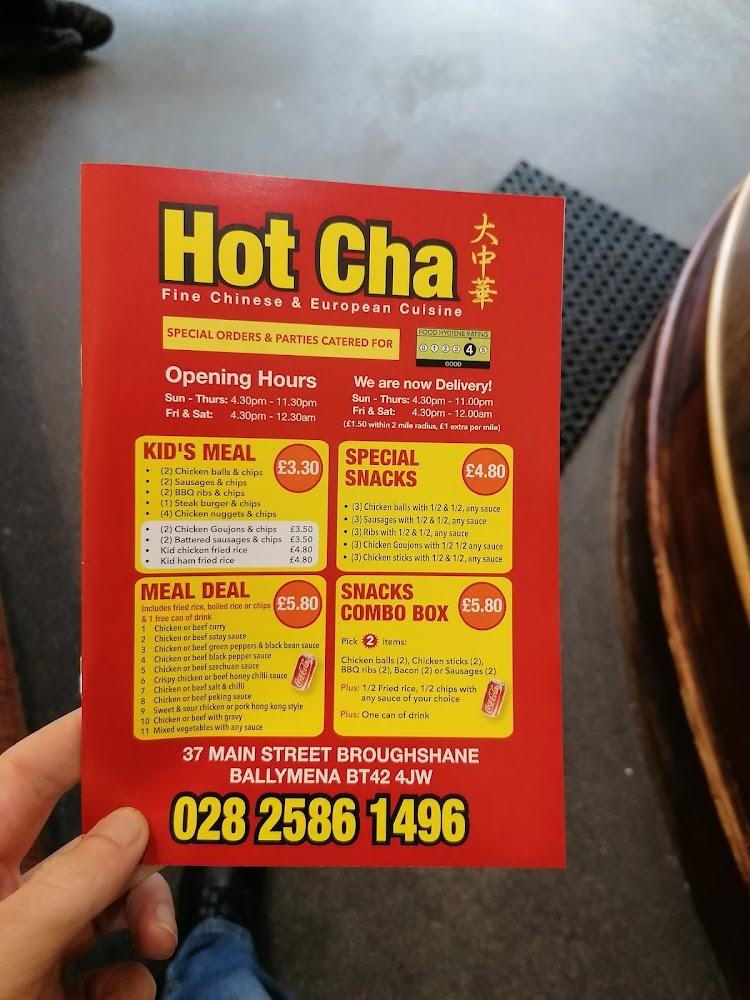 Hot Cha
大中華
Fine Chinese & European Cuisine
SPECIAL ORDERS & PARTIES CATERED FOR
FOOD HYGIENE RATING
0 1 2 3 4 5
GOOD
Opening Hours
Sun - Thurs: 4.30pm - 11.30pm
Fri & Sat: 4.30pm - 12.30am
We are now Delivery!
Sun - Thurs: 4.30pm - 11.00pm
Fri & Sat: 4.30pm - 12.00am
(£1.50 within 2 mile radius, £1 extra per mile)
KID'S MEAL
£3.30
• (2) Chicken balls & chips
• (2) Sausages & chips
• (2) BBQ ribs & chips
• (1) Steak burger & chips
• (4) Chicken nuggets & chips
• (2) Chicken Goujons & chips £3.50
• (2) Battered sausages & chips £3.50
• Kid chicken fried rice £4.80
• Kid ham fried rice £4.80
SPECIAL
SNACKS
£4.80
• (3) Chicken balls with 1/2 & 1/2, any sauce
• (3) Sausages with 1/2 & 1/2, any sauce
• (3) Ribs with 1/2 & 1/2, any sauce
• (3) Chicken Goujons with 1/2 1/2 any sauce
• (3) Chicken sticks with 1/2 & 1/2, any sauce
MEAL DEAL
£5.80
Includes fried rice, boiled rice or chips
& 1 free can of drink
1 Chicken or beef curry
2 Chicken or beef satay sauce
3 Chicken or beef green peppers & black bean sauce
4 Chicken or beef black pepper sauce
5 Chicken or beef szechuan sauce
6 Crispy chicken or beef honey chilli sauce
7 Chicken or beef salt & chilli
8 Chicken or beef peking sauce
9 Sweet & sour chicken or pork hong kong style
10 Chicken or beef with gravy
11 Mixed vegetables with any sauce
Coca-Cola
SNACKS
COMBO BOX
£5.80
Pick 2 items:
Chicken balls (2), Chicken sticks (2),
BBQ ribs (2), Bacon (2) or Sausages (2)
Plus: 1/2 Fried rice, 1/2 chips with
any sauce of your choice
Plus: One can of drink
Coca-Cola
37 MAIN STREET BROUGHSHANE
BALLYMENA BT42 4JW
028 2586 1496